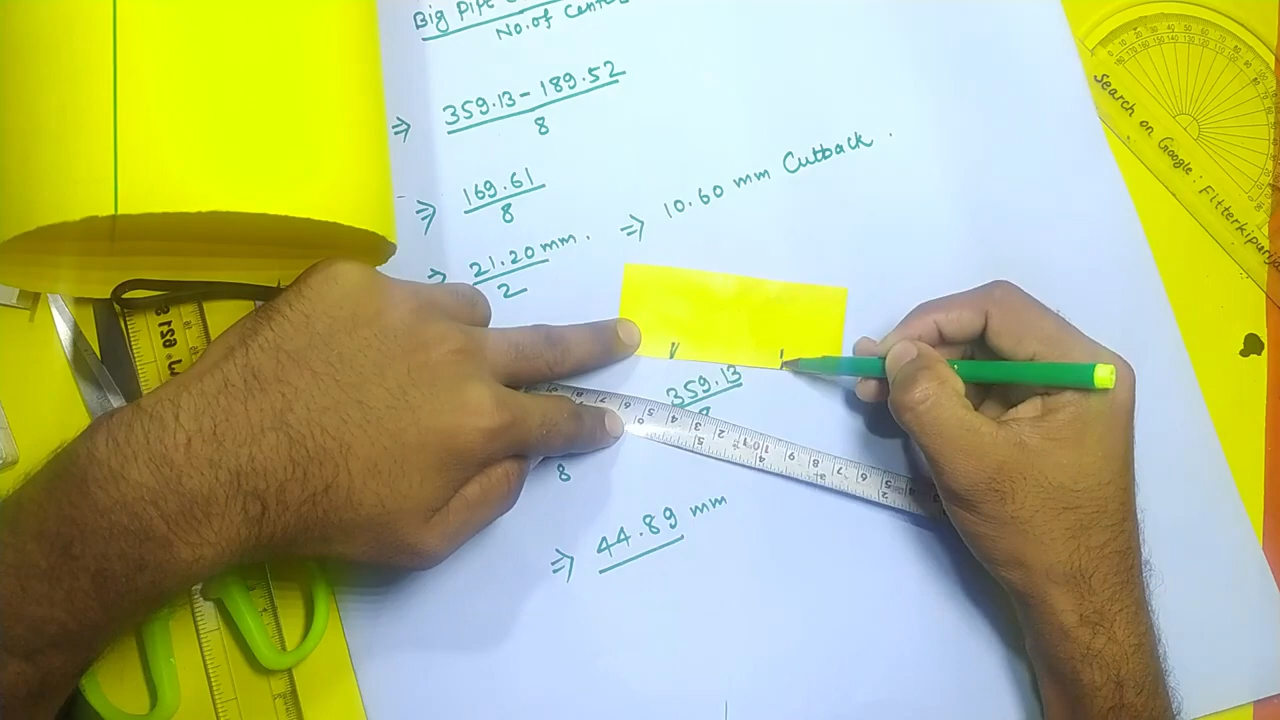 Big Pipe
No. of Cente
⇒ 359.13 - 189.52
8
⇒ 169.61
8
⇒ 21.20 mm. ⇒ 10.60 mm Cutback.
2
359.13
8
⇒ 44.89 mm
Search on Google: Fitterkipunja